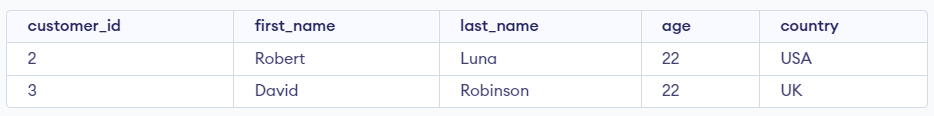 customer_id first_name last_name age country
2 Robert Luna 22 USA
3 David Robinson 22 UK